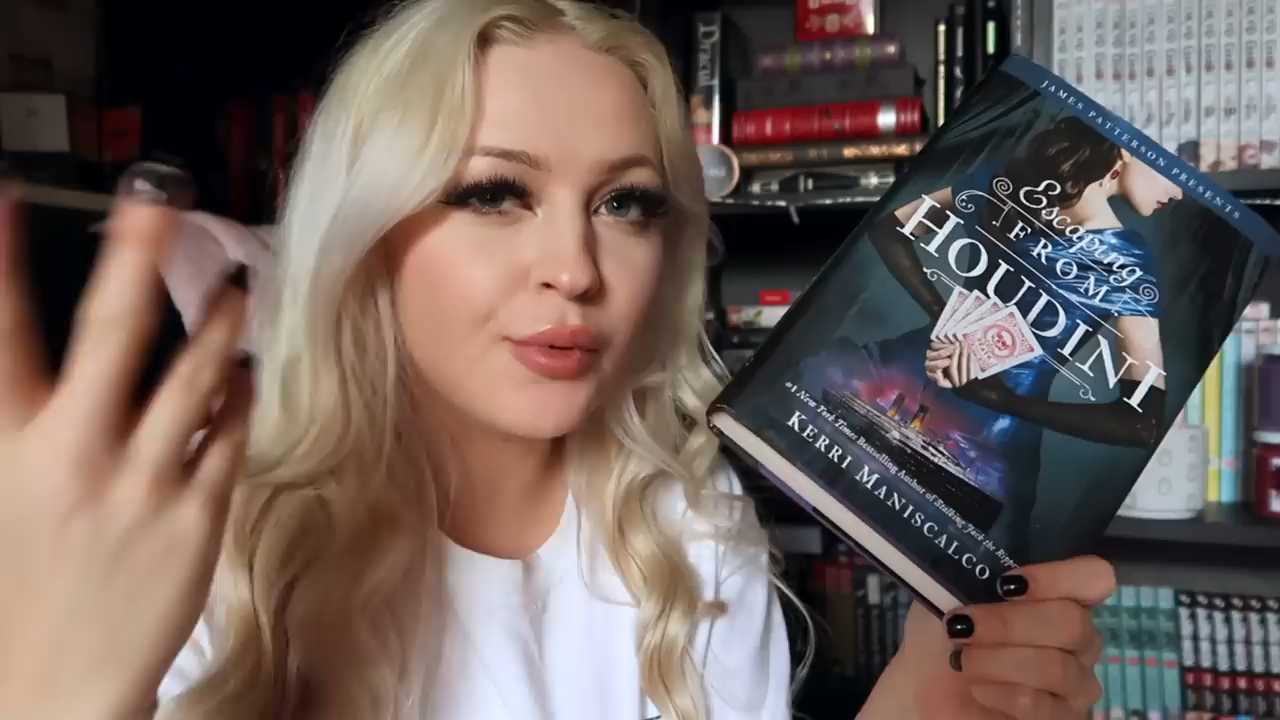 JAMES PATTERSON PRESENTS
Escaping
FROM
HOUDINI
#1 New York Times Bestselling Author of Stalking Jack the Ripper
KERRI MANISCALCO